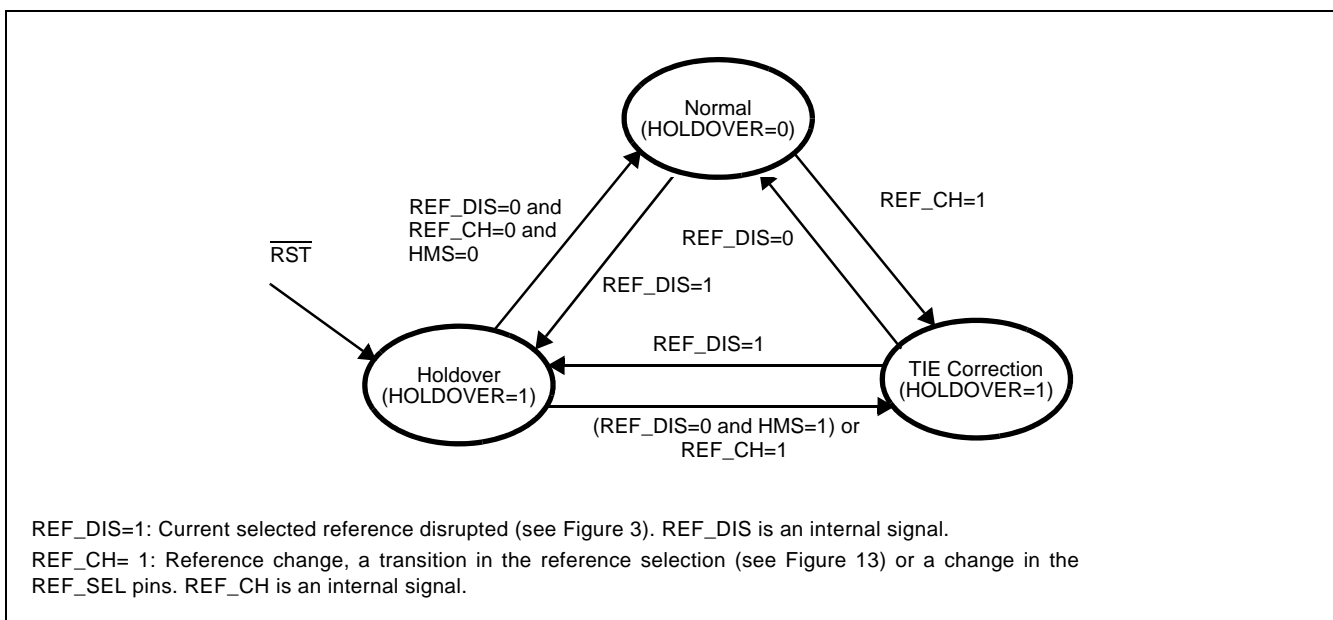 Normal
(HOLDOVER=0)
REF_DIS=0 and
REF_CH=0 and
HMS=0
REF_CH=1
REF_DIS=0
RST
REF_DIS=1
REF_DIS=1
Holdover
(HOLDOVER=1)
TIE Correction
(HOLDOVER=1)
(REF_DIS=0 and HMS=1) or
REF_CH=1
REF_DIS=1: Current selected reference disrupted (see Figure 3). REF_DIS is an internal signal.
REF_CH= 1: Reference change, a transition in the reference selection (see Figure 13) or a change in the
REF_SEL pins. REF_CH is an internal signal.